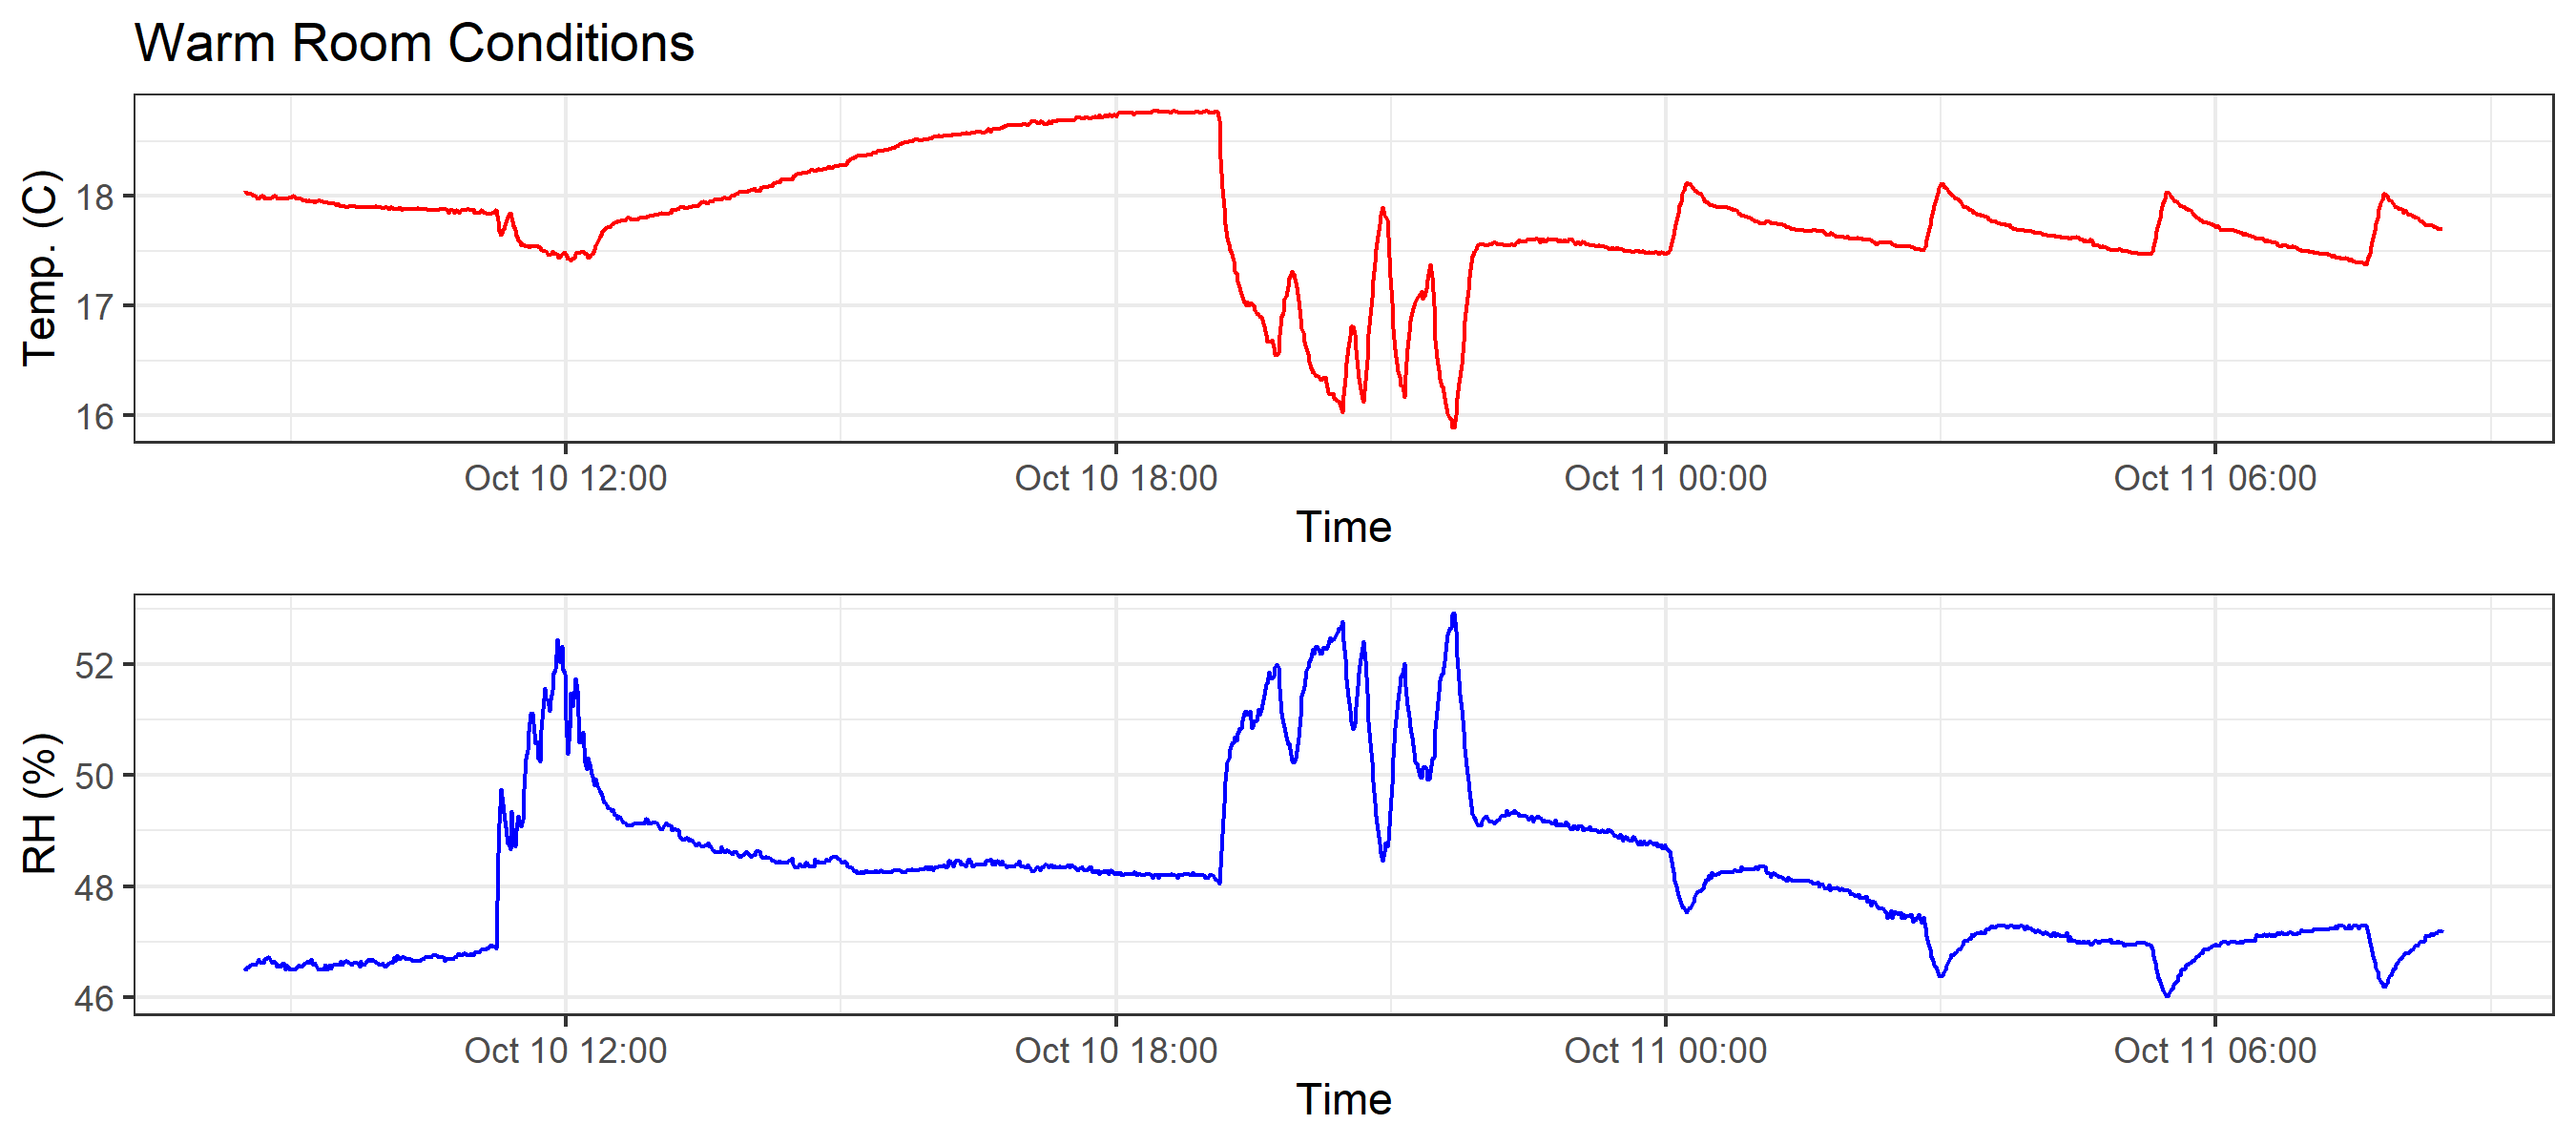 Warm Room Conditions
Temp. (C)
18
17
16
Oct 10 12:00 Oct 10 18:00 Oct 11 00:00 Oct 11 06:00
Time
RH (%)
52
50
48
46
Oct 10 12:00 Oct 10 18:00 Oct 11 00:00 Oct 11 06:00
Time